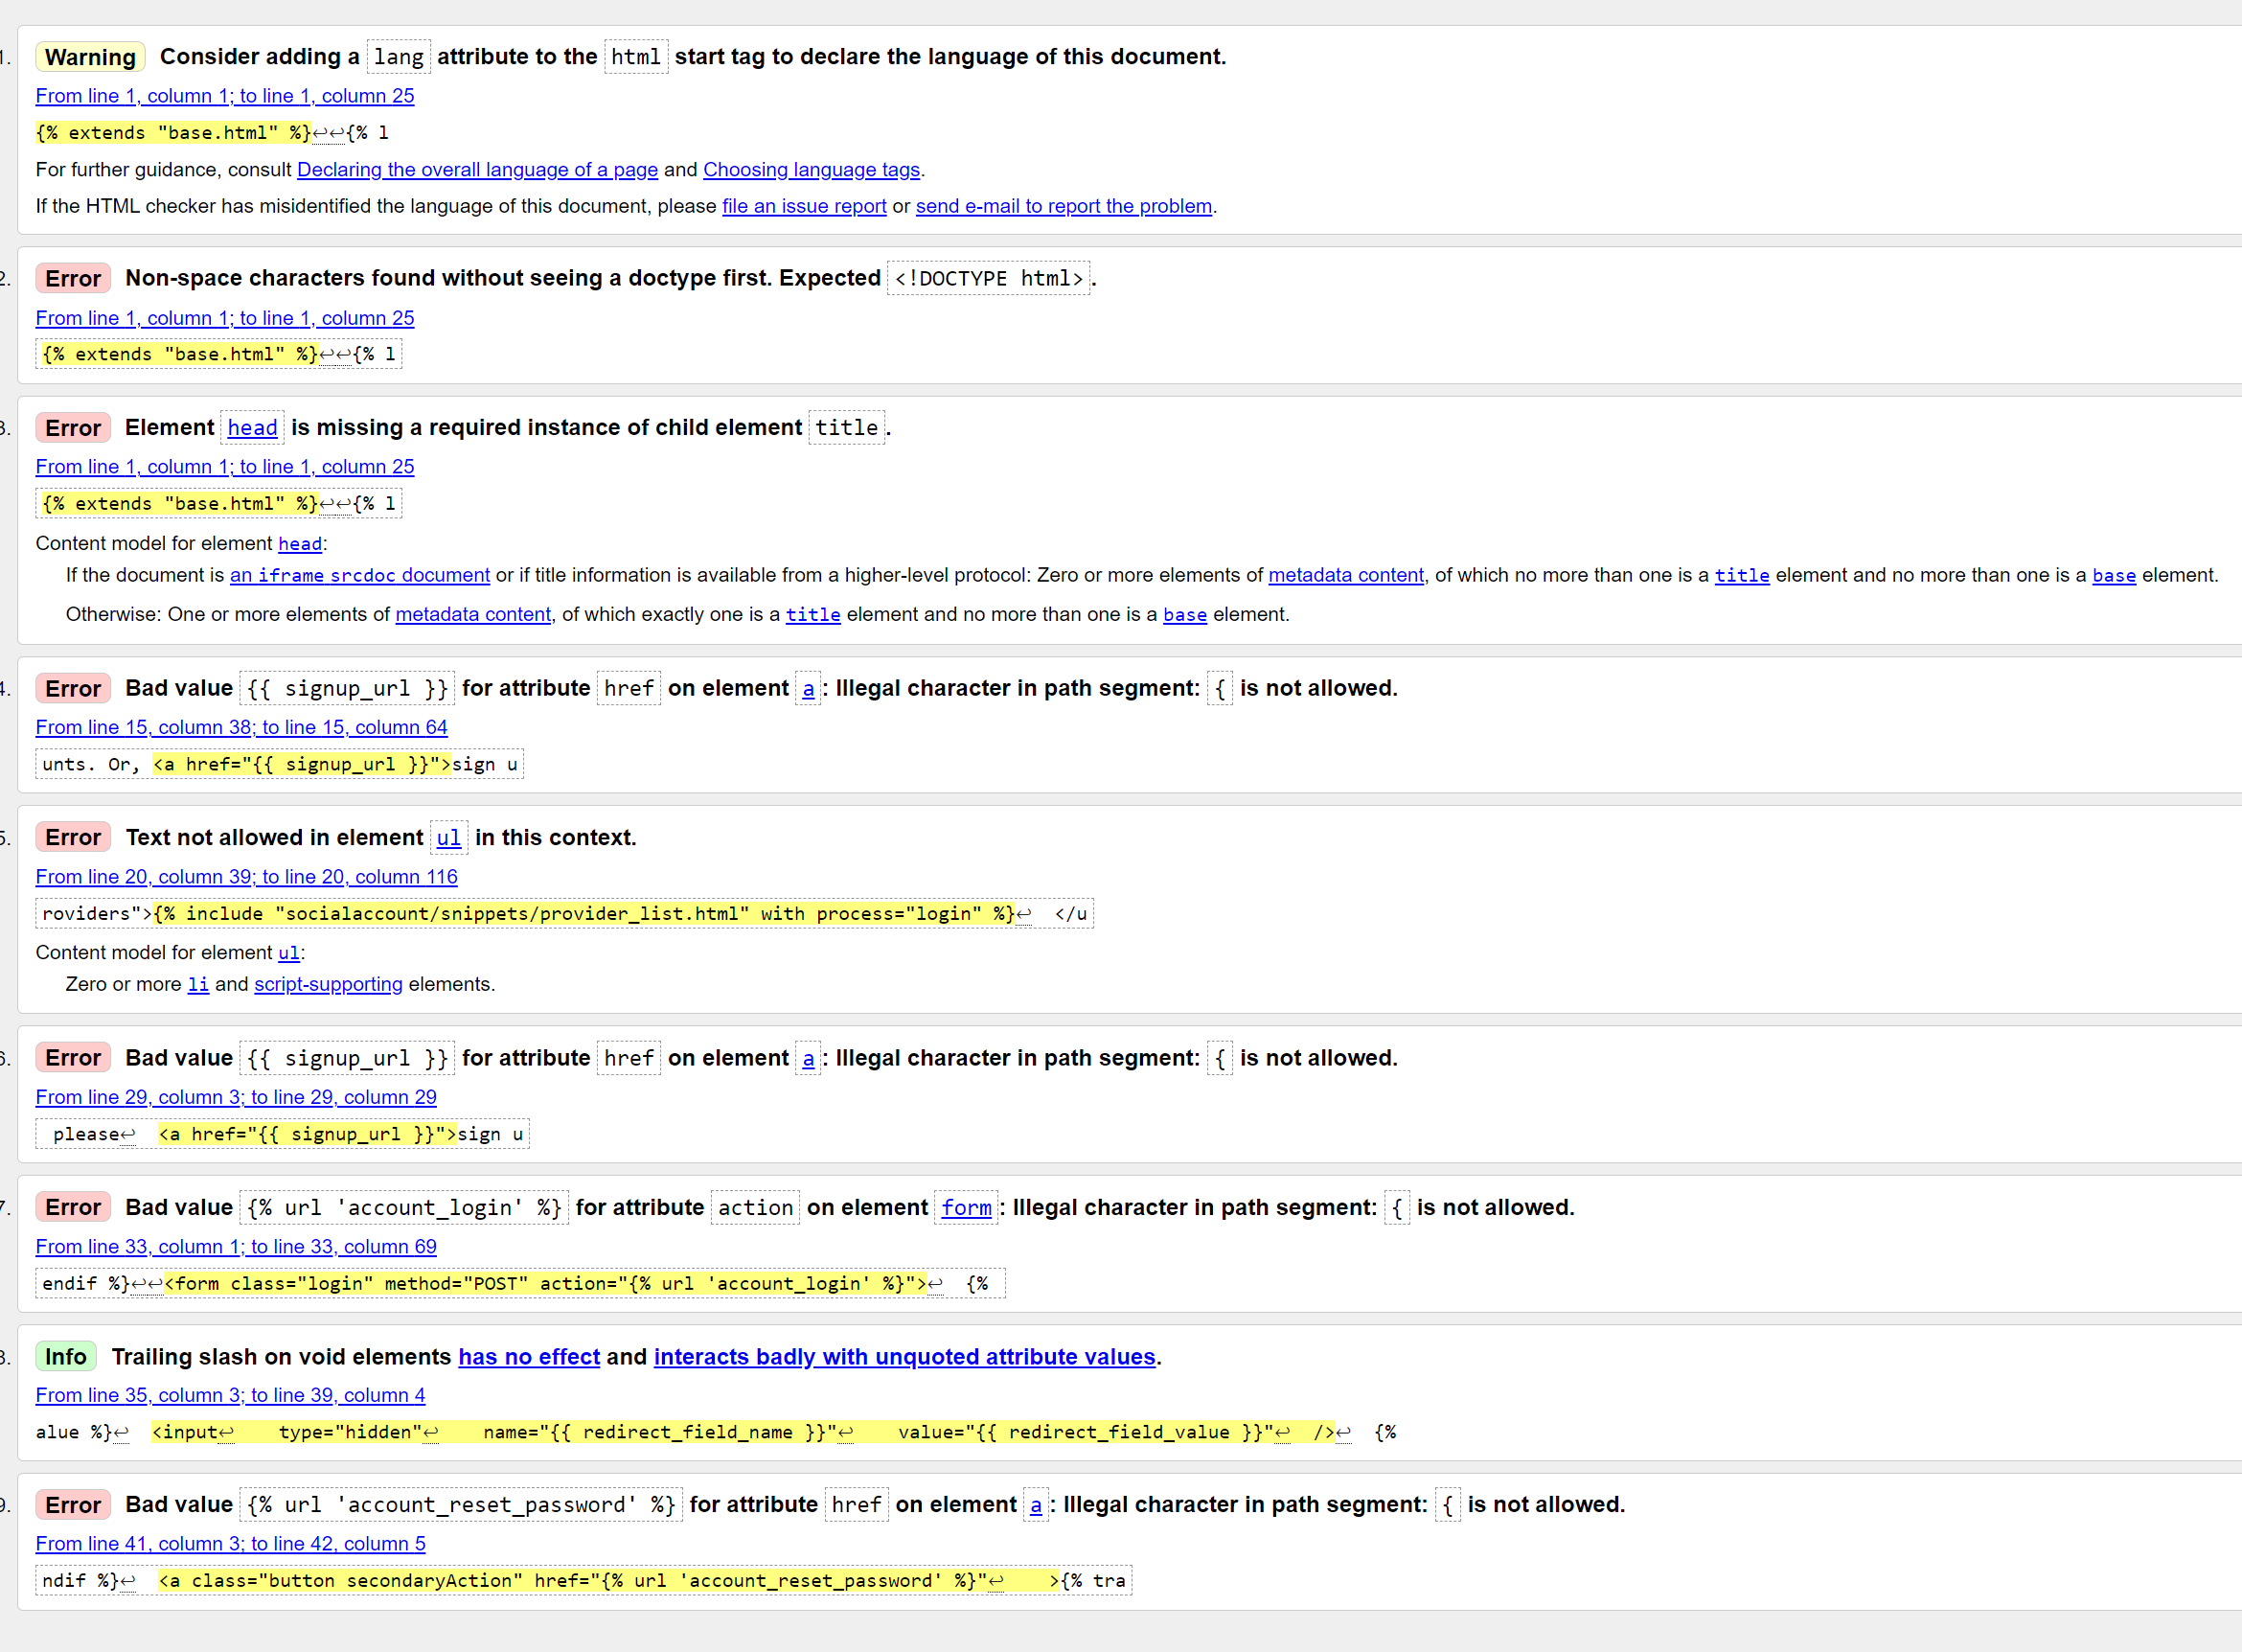 1. Warning Consider adding a lang attribute to the html start tag to declare the language of this document.
From line 1, column 1; to line 1, column 25
{% extends "base.html" %}↩↩{% l
For further guidance, consult Declaring the overall language of a page and Choosing language tags.
If the HTML checker has misidentified the language of this document, please file an issue report or send e-mail to report the problem.
2. Error Non-space characters found without seeing a doctype first. Expected <!DOCTYPE html>.
From line 1, column 1; to line 1, column 25
{% extends "base.html" %}↩↩{% l
3. Error Element head is missing a required instance of child element title.
From line 1, column 1; to line 1, column 25
{% extends "base.html" %}↩↩{% l
Content model for element head:
If the document is an iframe srcdoc document or if title information is available from a higher-level protocol: Zero or more elements of metadata content, of which no more than one is a title element and no more than one is a base element.
Otherwise: One or more elements of metadata content, of which exactly one is a title element and no more than one is a base element.
4. Error Bad value {{ signup_url }} for attribute href on element a: Illegal character in path segment: { is not allowed.
From line 15, column 38; to line 15, column 64
unts. Or, <a href="{{ signup_url }}">sign u
5. Error Text not allowed in element ul in this context.
From line 20, column 39; to line 20, column 116
roviders">{% include "socialaccount/snippets/provider_list.html" with process="login" %}↩  </u
Content model for element ul:
Zero or more li and script-supporting elements.
6. Error Bad value {{ signup_url }} for attribute href on element a: Illegal character in path segment: { is not allowed.
From line 29, column 3; to line 29, column 29
please↩  <a href="{{ signup_url }}">sign u
7. Error Bad value {% url 'account_login' %} for attribute action on element form: Illegal character in path segment: { is not allowed.
From line 33, column 1; to line 33, column 69
endif %}↩↩<form class="login" method="POST" action="{% url 'account_login' %}">↩  {%
8. Info Trailing slash on void elements has no effect and interacts badly with unquoted attribute values.
From line 35, column 3; to line 39, column 4
alue %}↩  <input↩    type="hidden"↩    name="{{ redirect_field_name }}"↩    value="{{ redirect_field_value }}"↩  />↩  {%
9. Error Bad value {% url 'account_reset_password' %} for attribute href on element a: Illegal character in path segment: { is not allowed.
From line 41, column 3; to line 42, column 5
ndif %}↩  <a class="button secondaryAction" href="{% url 'account_reset_password' %}"↩    >{% tra